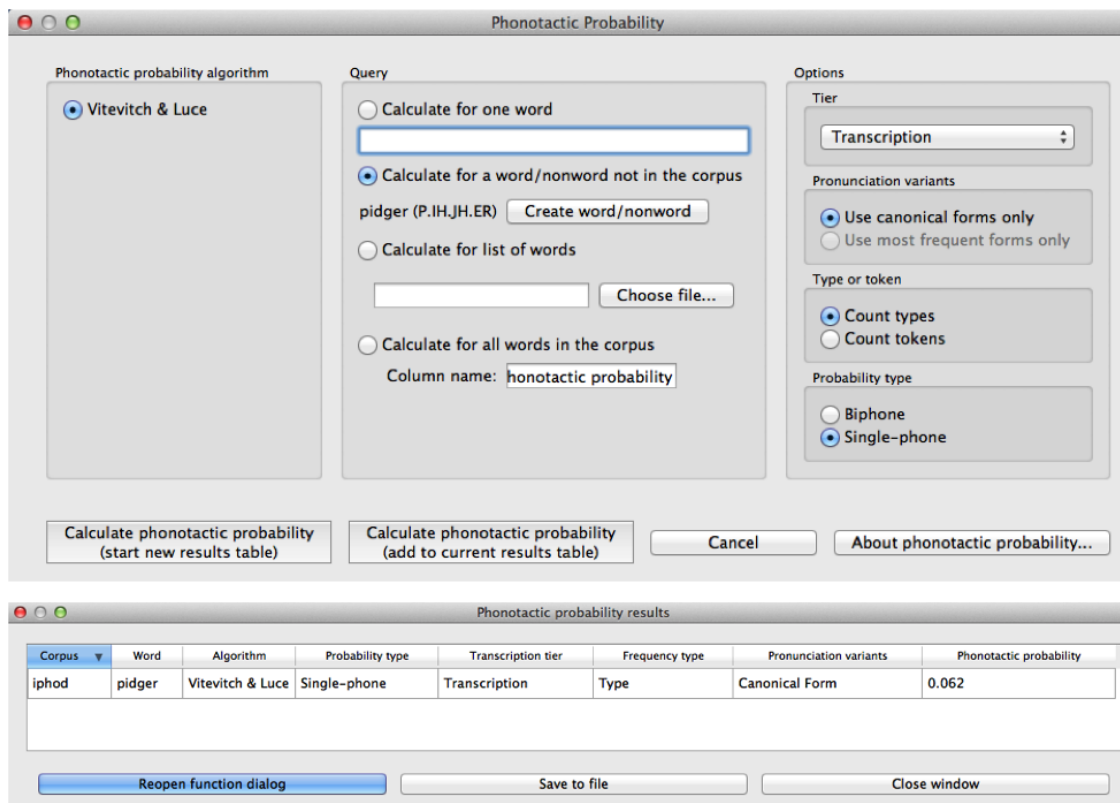 Phonotactic Probability
Phonotactic probability algorithm
Vitevitch & Luce
Query
Calculate for one word
Calculate for a word/nonword not in the corpus
pidger (P.IH.JH.ER) Create word/nonword
Calculate for list of words
Choose file...
Calculate for all words in the corpus
Column name: honotactic probability
Options
Tier
Transcription
Pronunciation variants
Use canonical forms only
Use most frequent forms only
Type or token
Count types
Count tokens
Probability type
Biphone
Single-phone
Calculate phonotactic probability
(start new results table)
Calculate phonotactic probability
(add to current results table)
Cancel
About phonotactic probability...
Phonotactic probability results
Corpus Word Algorithm Probability type Transcription tier Frequency type Pronunciation variants Phonotactic probability
iphod pidger Vitevitch & Luce Single-phone Transcription Type Canonical Form 0.062
Reopen function dialog Save to file Close window